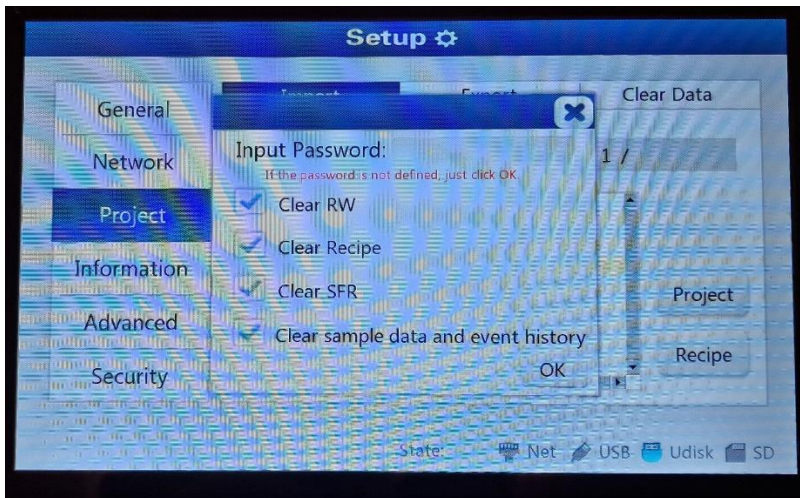 Setup
General
Import
Export
Clear Data
Network
Project
Information
Advanced
Security
Input Password:
If the password is not defined, just click OK.
Clear RW
Clear Recipe
Clear SFR
Clear sample data and event history
OK
1 /
Project
Recipe
State: Net USB Udisk SD